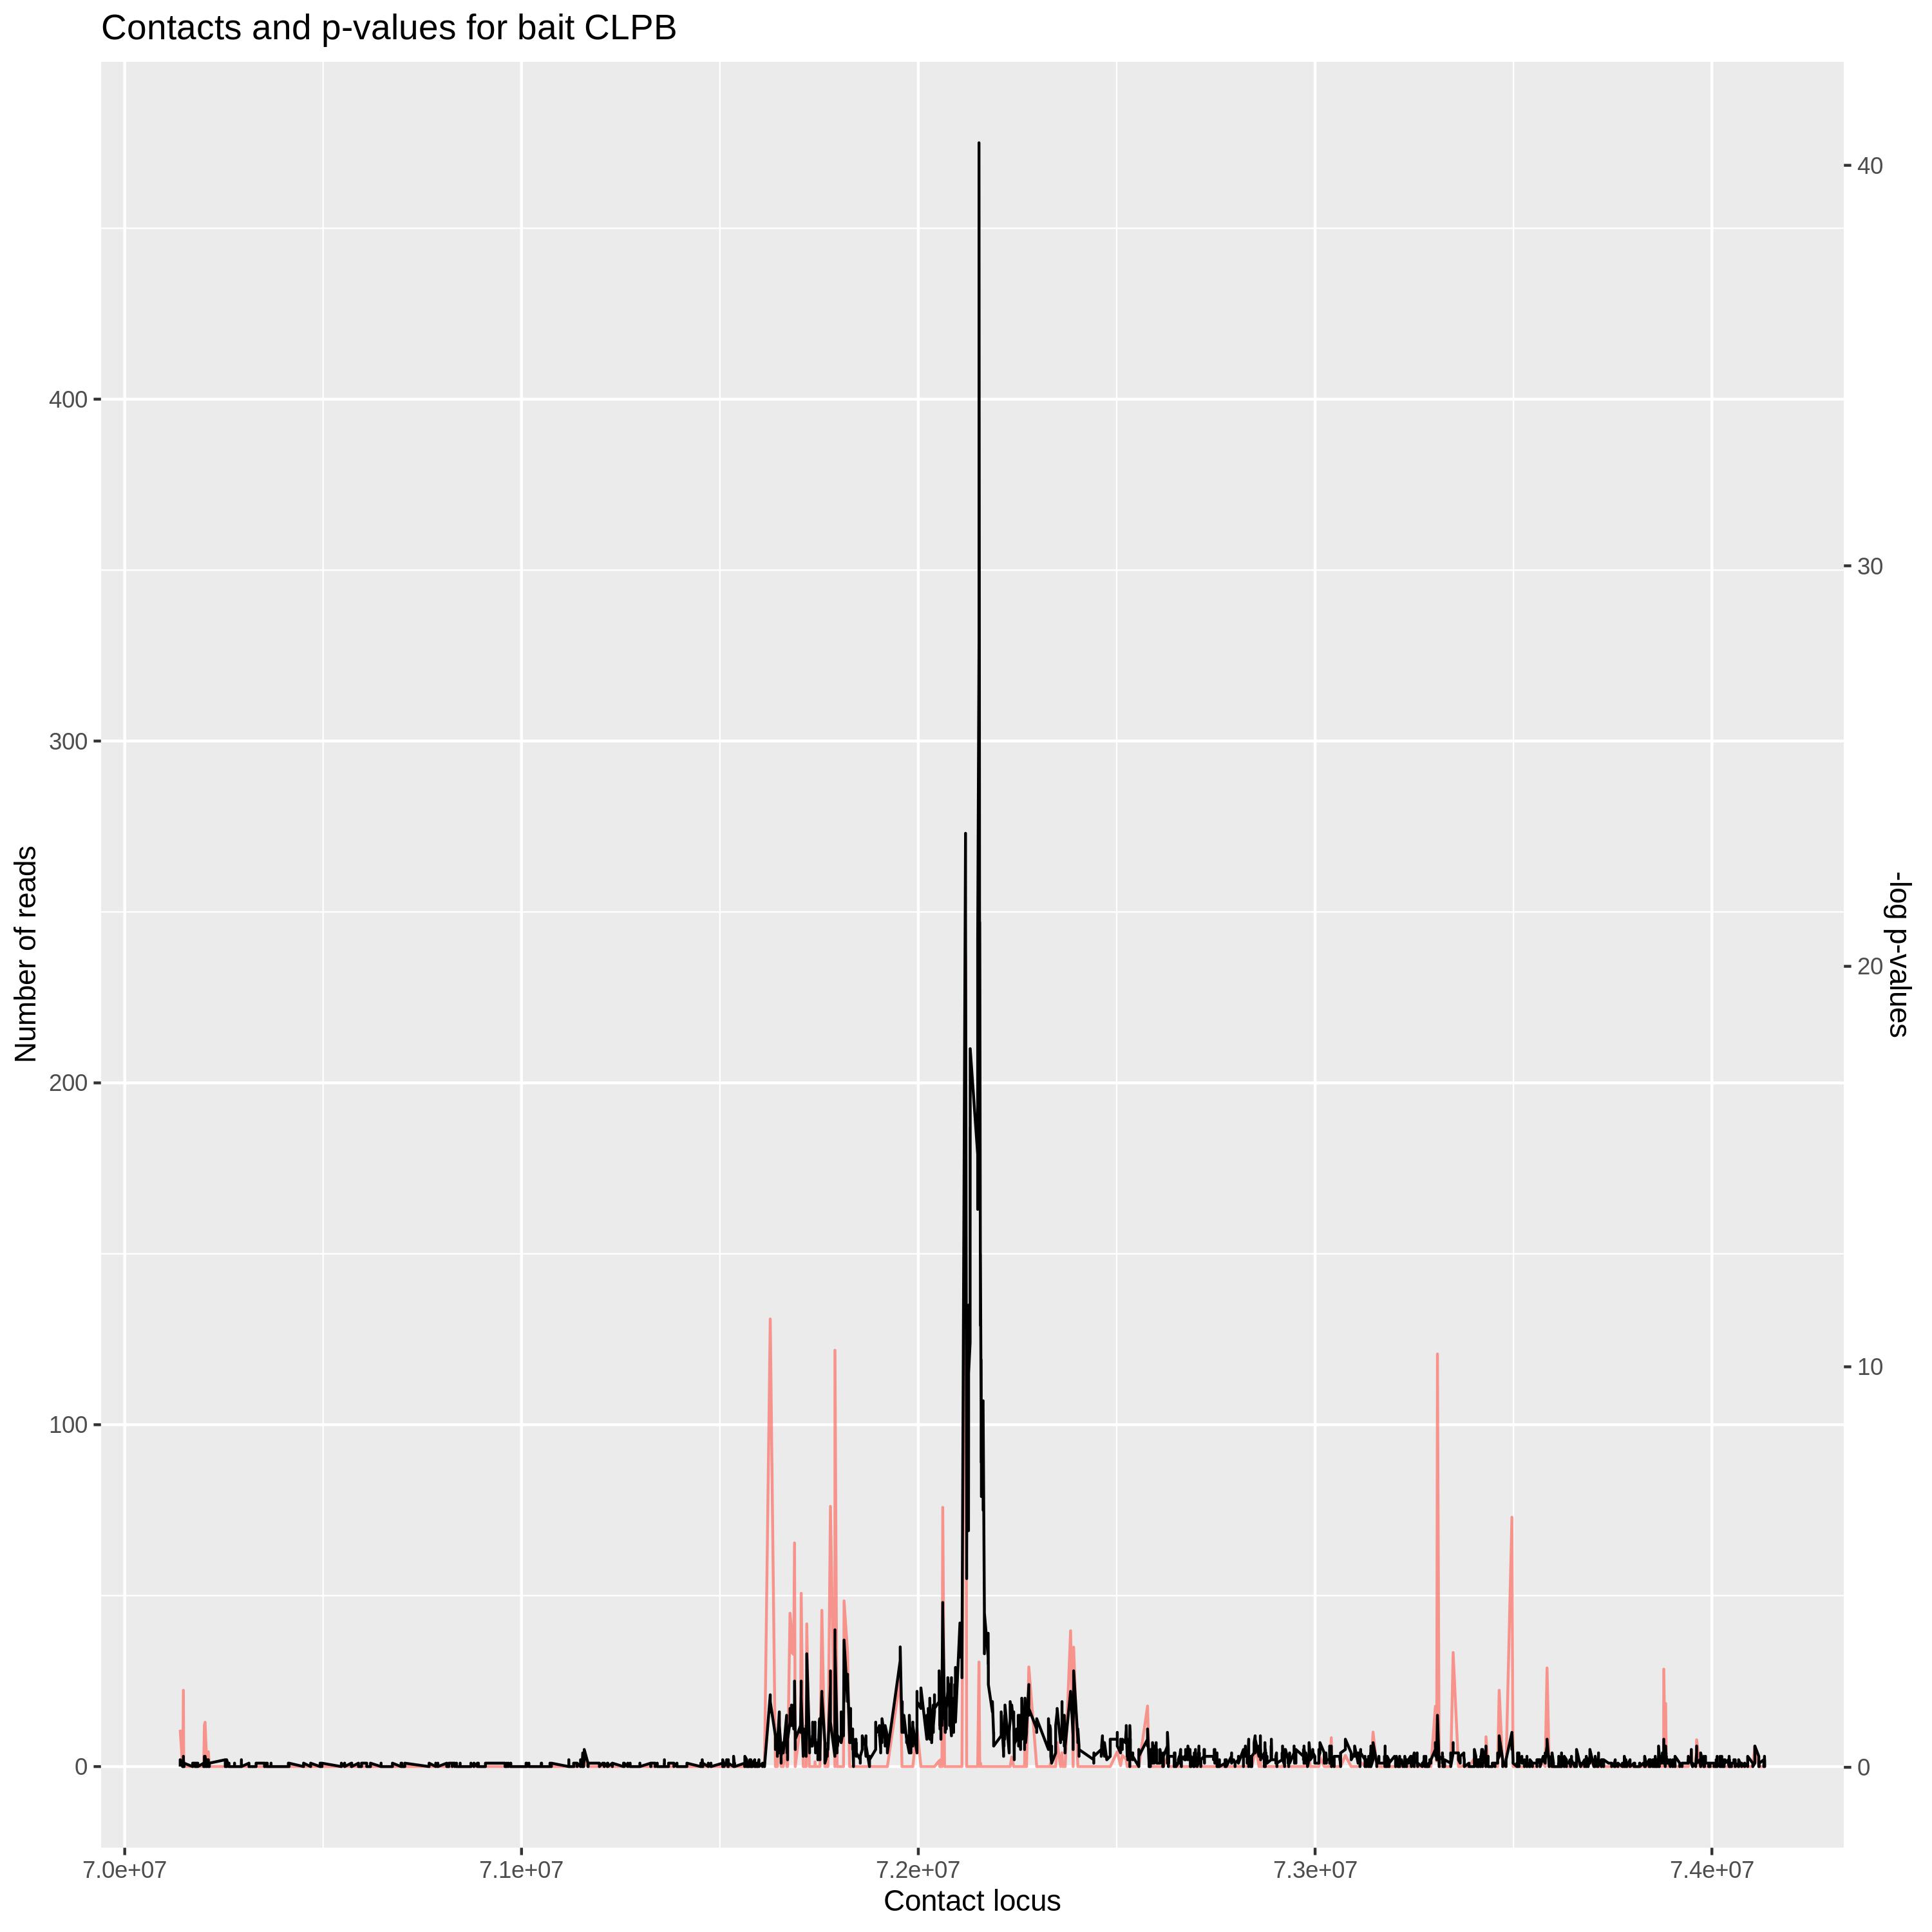 Contacts and p-values for bait CLPB
Number of reads
400
300
200
100
0
-log p-values
40
30
20
10
0
7.0e+07 7.1e+07 7.2e+07 7.3e+07 7.4e+07
Contact locus